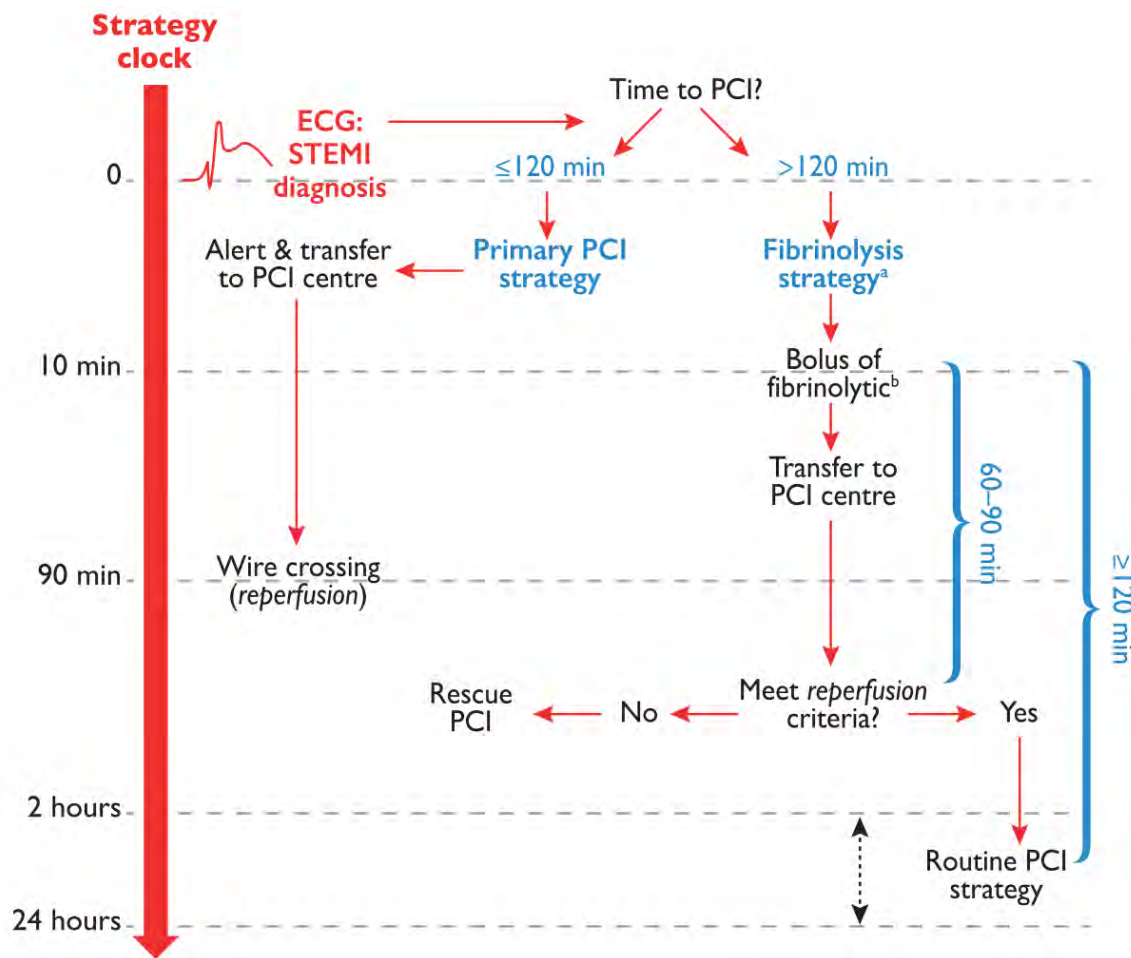 Strategy
clock
Time to PCI?
ECG:
STEMI
diagnosis
0
≤120 min
>120 min
Alert & transfer
to PCI centre
Primary PCI
strategy
Fibrinolysis
strategyᵃ
10 min
Bolus of
fibrinolyticᵇ
Transfer to
PCI centre
60–90 min
≥120 min
90 min
Wire crossing
(reperfusion)
Rescue
PCI
No
Meet reperfusion
criteria?
Yes
2 hours
Routine PCI
strategy
24 hours